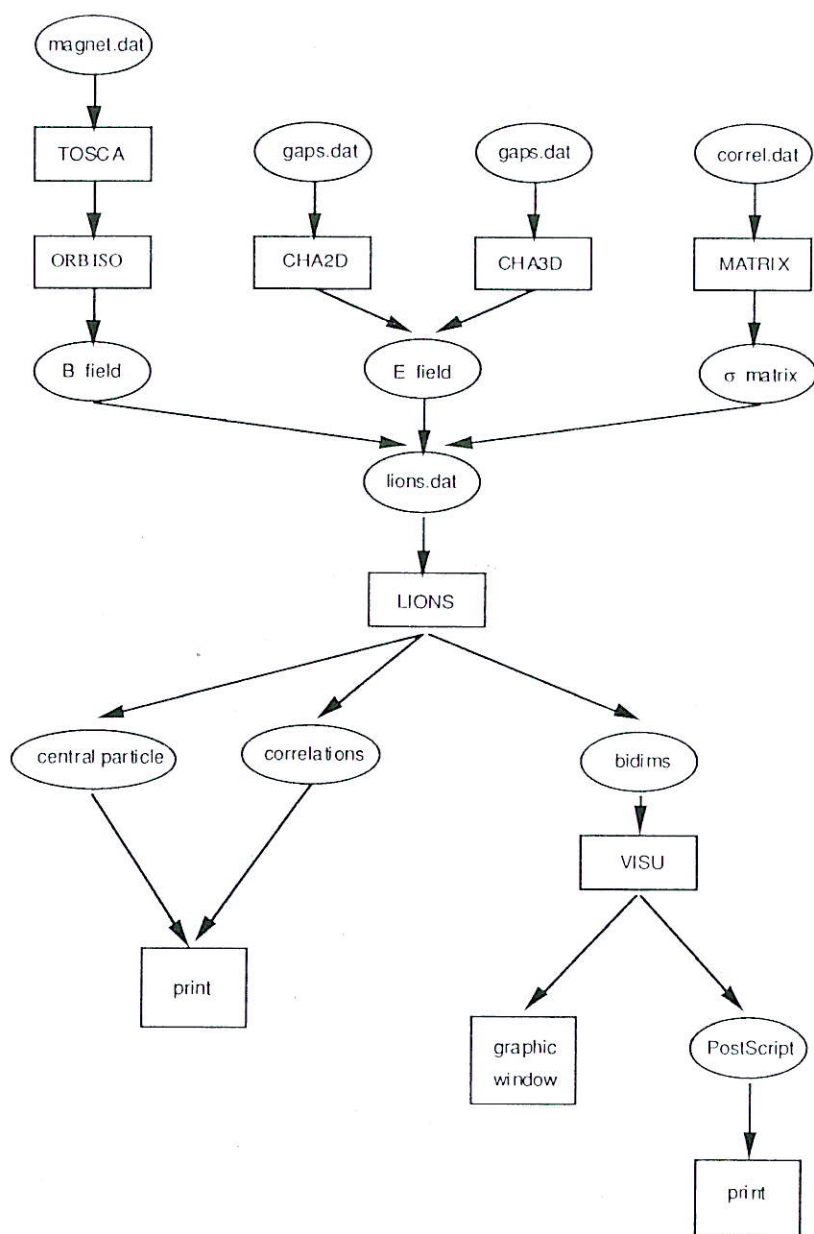 magnet.dat
TOSCA
gaps.dat
gaps.dat
correl.dat
ORBISO
CHA2D
CHA3D
MATRIX
B field
E field
σ matrix
lions.dat
LIONS
central particle
correlations
bidims
VISU
print
graphic
window
PostScript
print